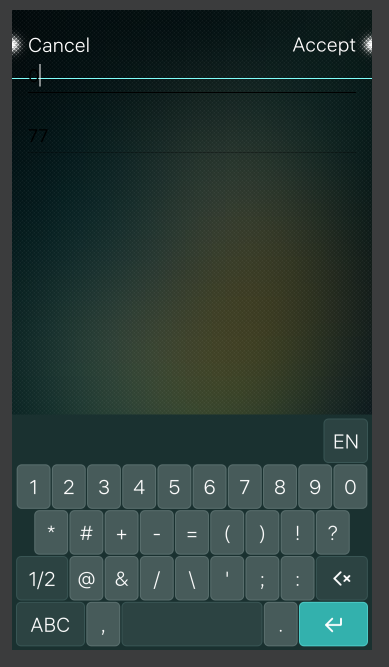 Cancel Accept
77
EN
1 2 3 4 5 6 7 8 9 0
* # + - = ( ) ! ?
1/2 @ & / \ ' ; :
ABC , .